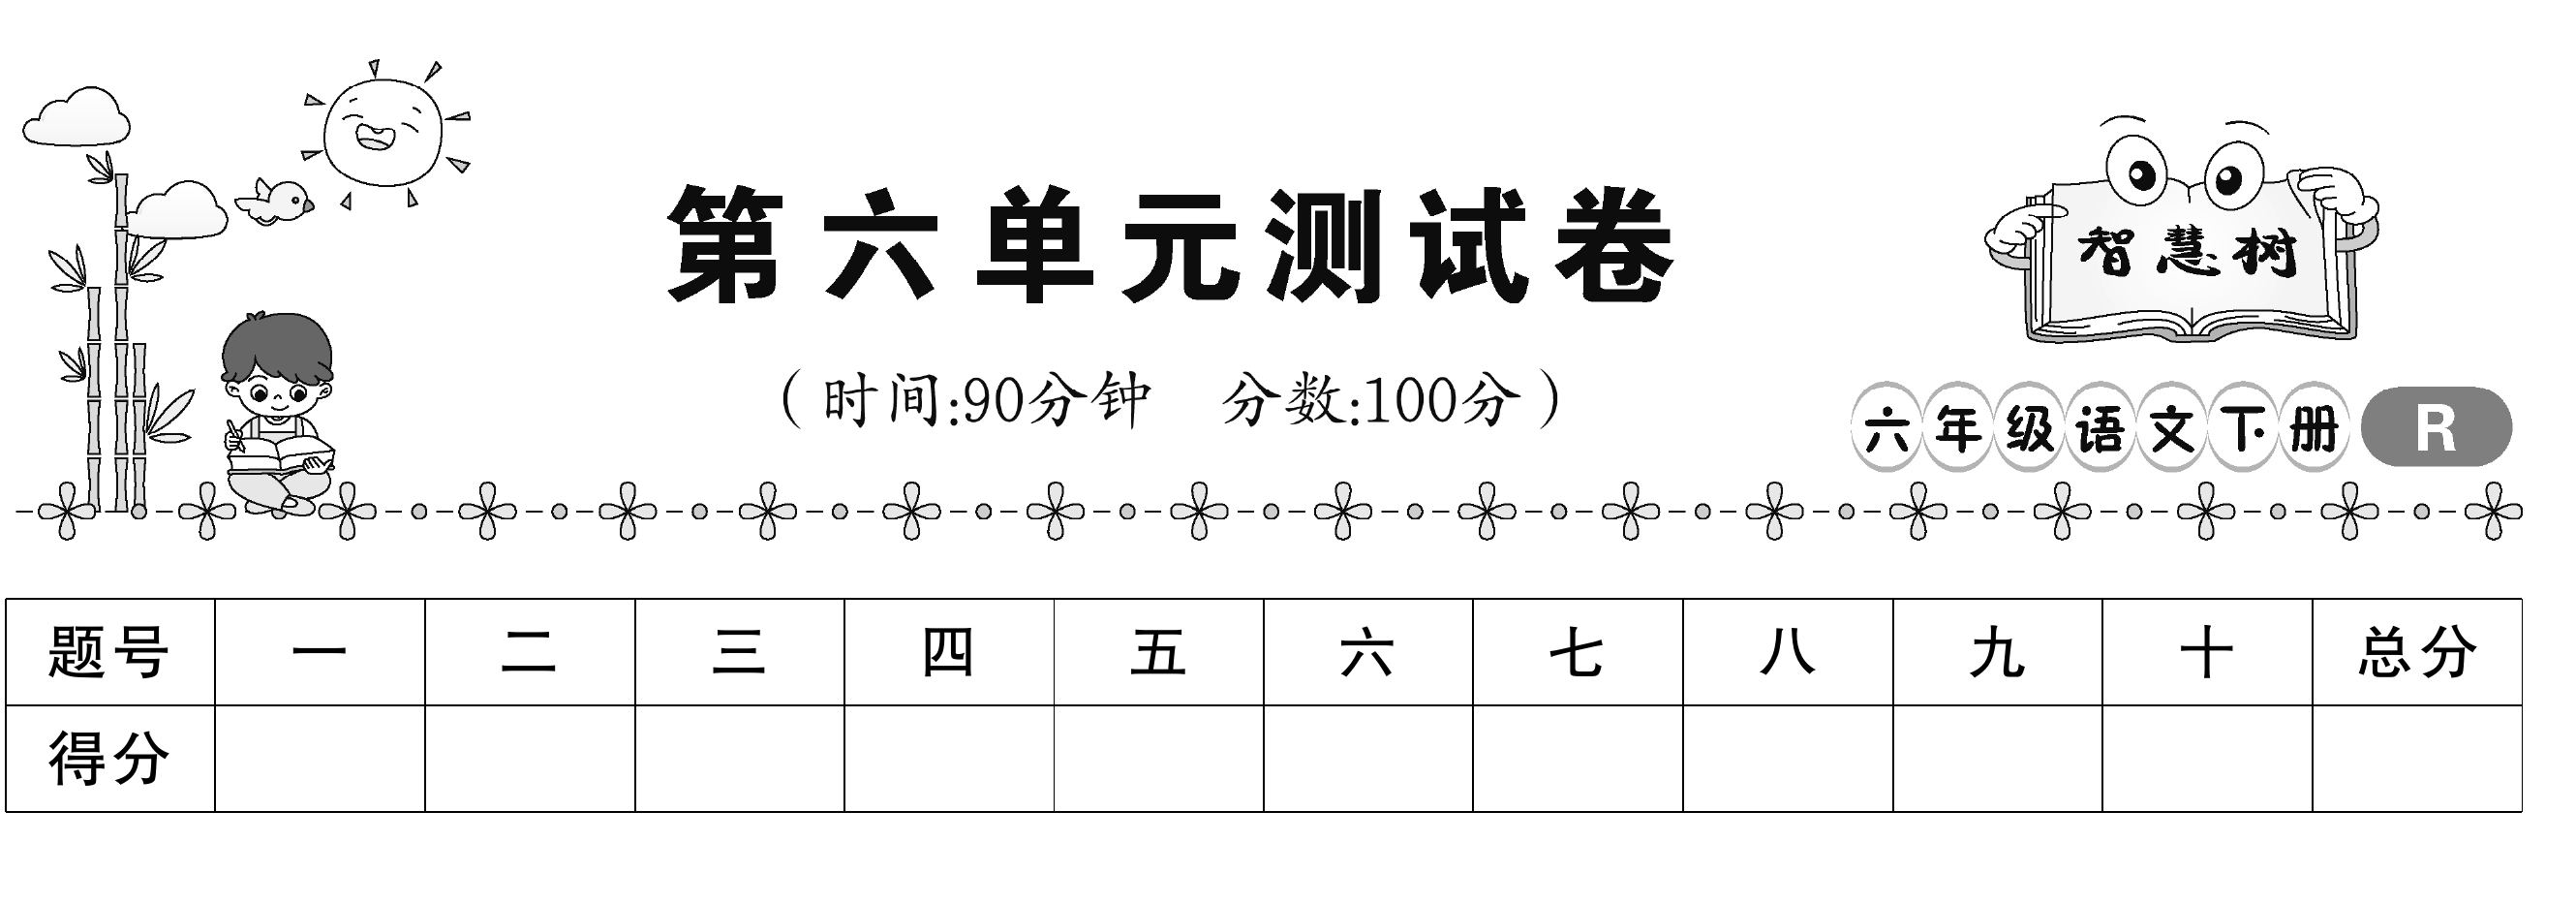 智慧树
第六单元测试卷
（时间:90分钟　分数:100分）
六年级语文下册 R
题号 一 二 三 四 五 六 七 八 九 十 总分
得分